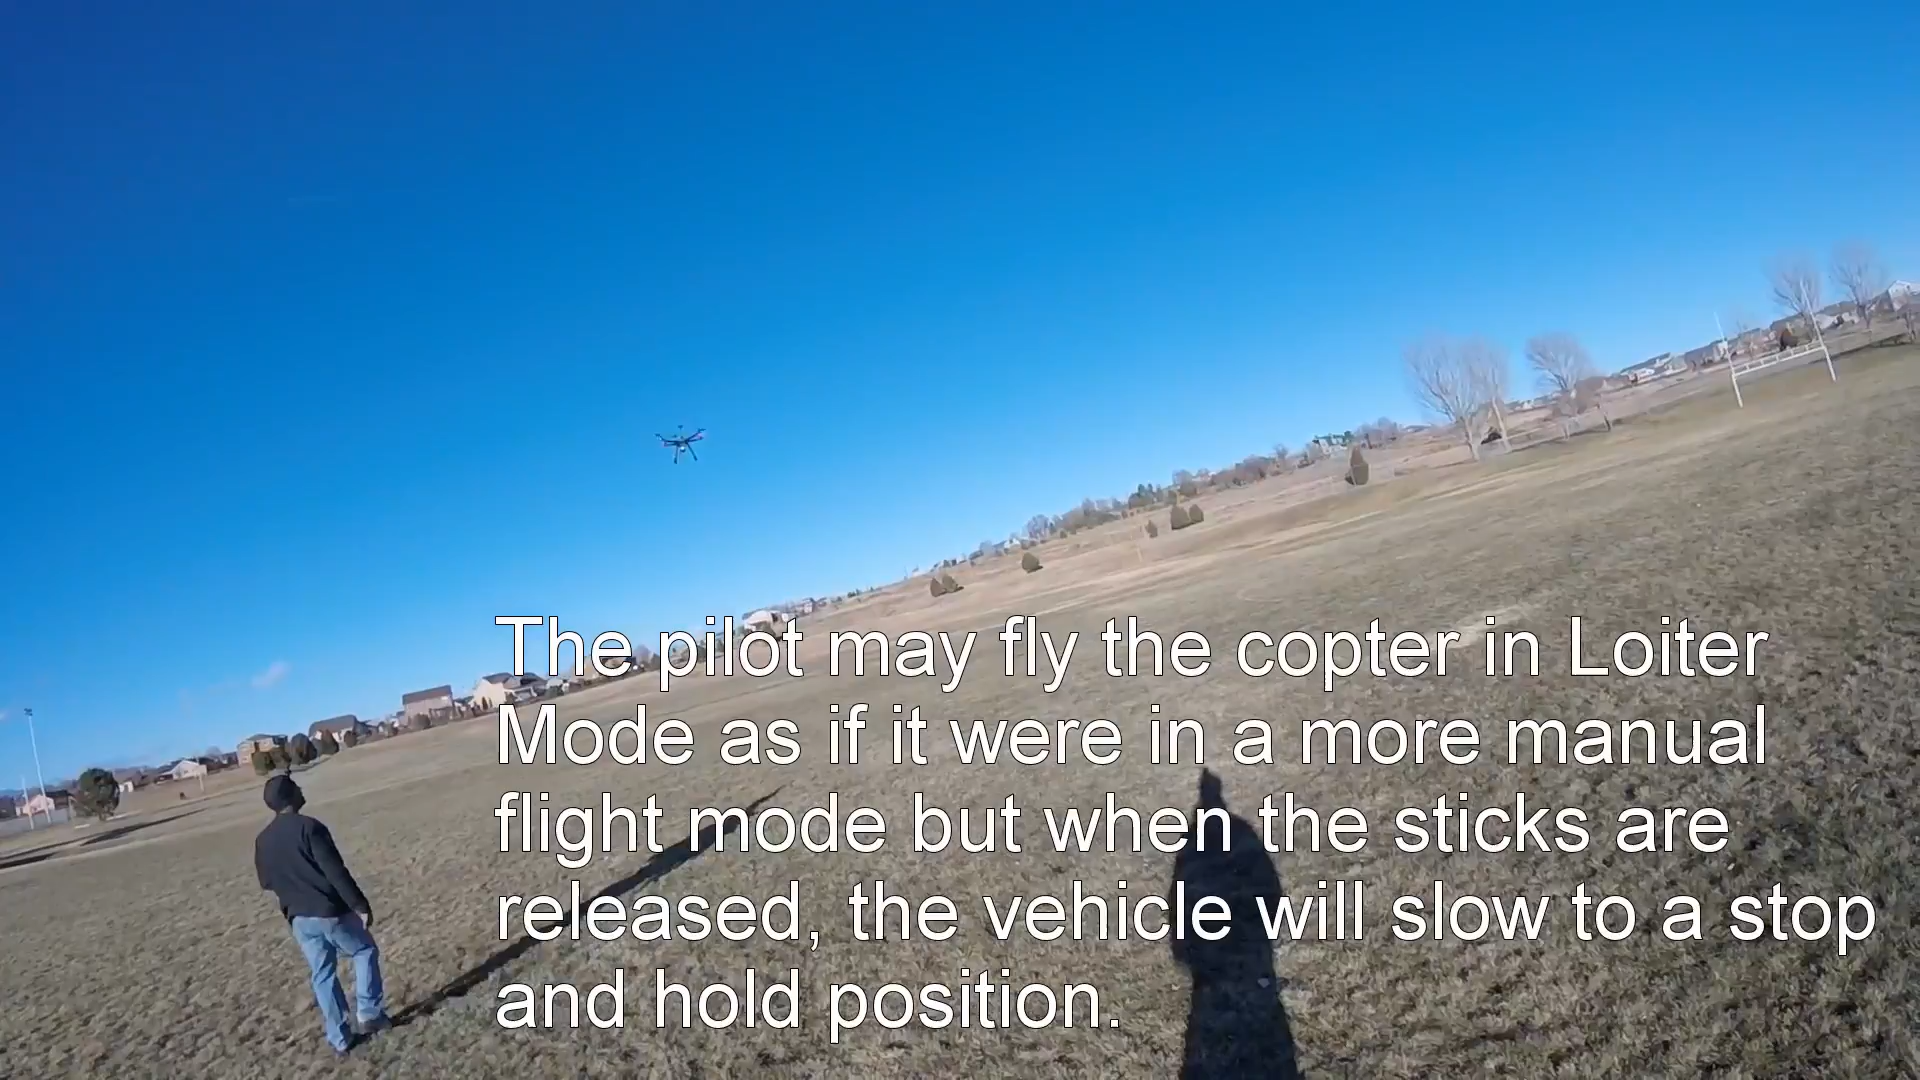 The pilot may fly the copter in Loiter
Mode as if it were in a more manual
flight mode but when the sticks are
released, the vehicle will slow to a stop
and hold position.